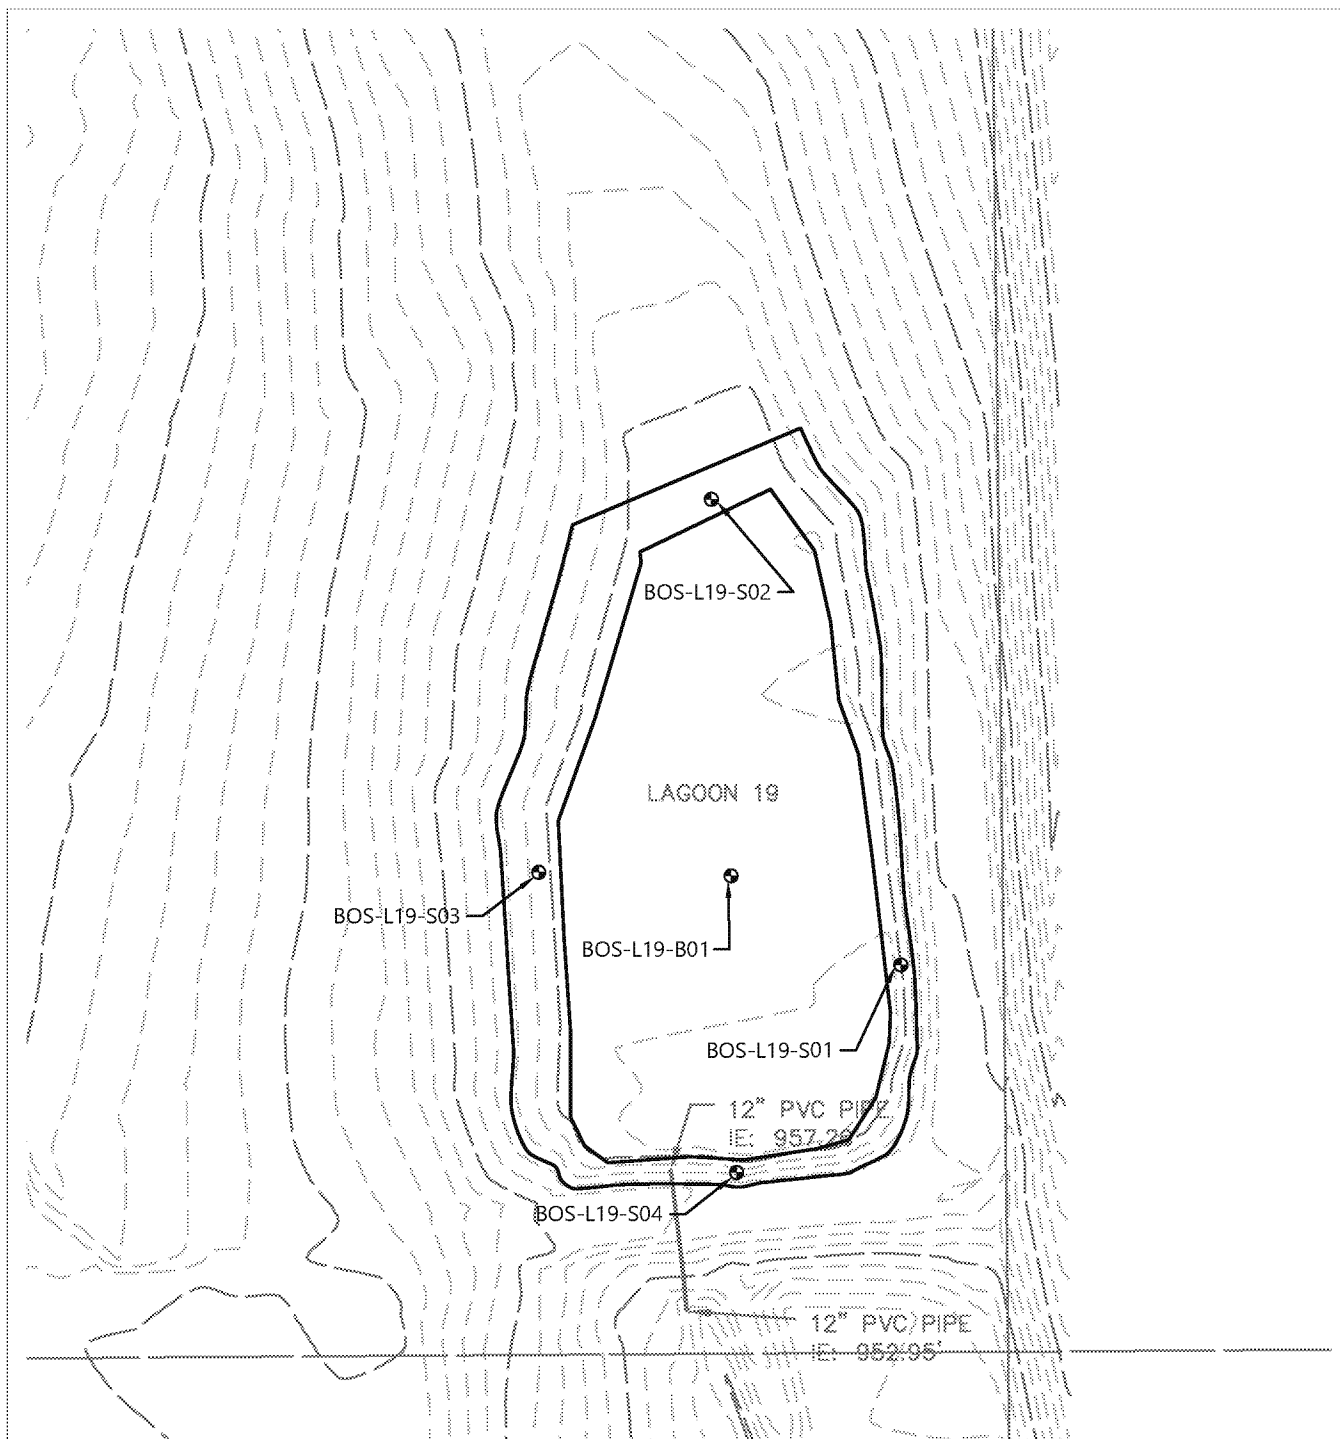 BOS-L19-S02
LAGOON 19
BOS-L19-S03
BOS-L19-B01
BOS-L19-S01
12" PVC PIPE
IE: 957.26'
BOS-L19-S04
12" PVC PIPE
IE: 952.95'